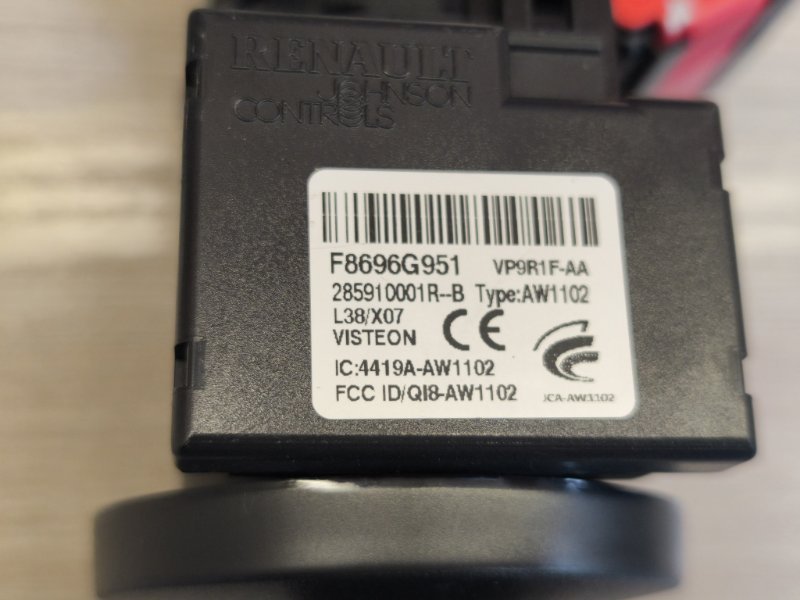 RENAULT
JOHNSON
CONTROLS
F8696G951 VP9R1F-AA
285910001R--B Type:AW1102
L38/X07
VISTEON CE
IC:4419A-AW1102
FCC ID/QI8-AW1102 JCA-AW1102